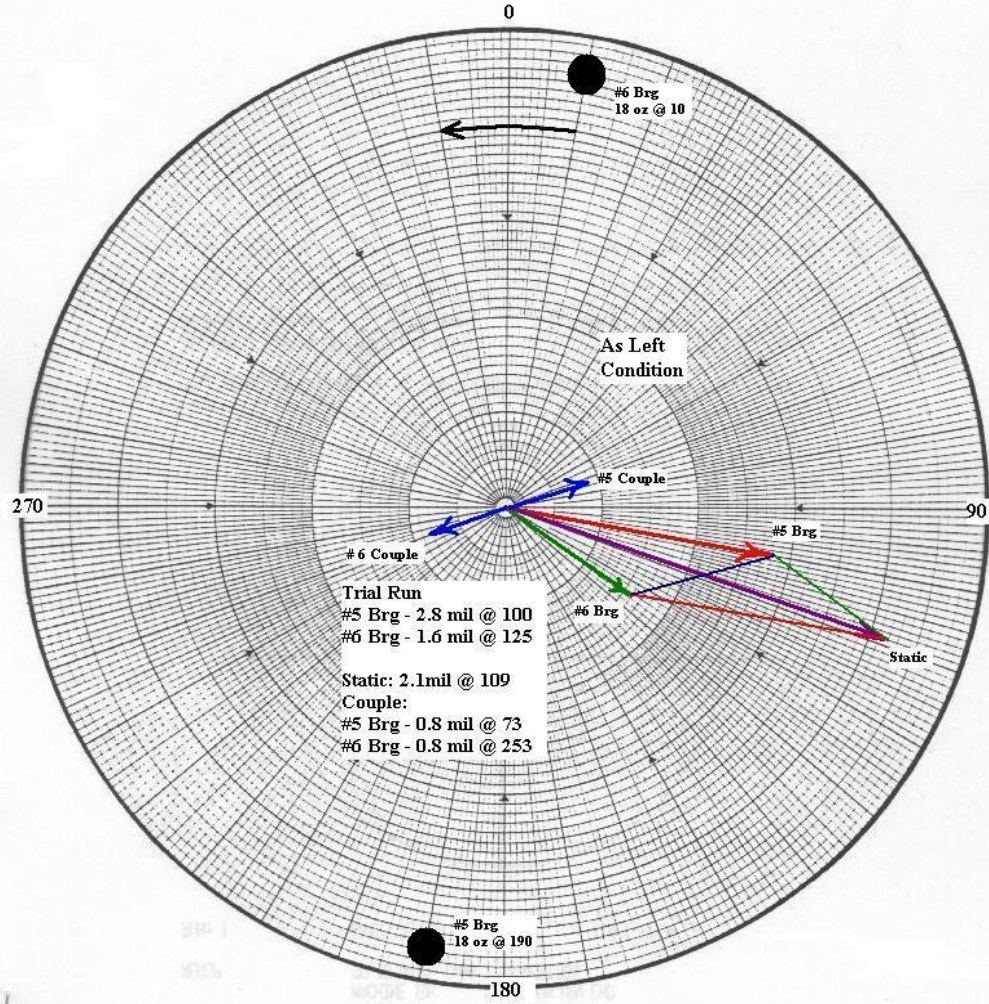 0
#6 Brg
18 oz @ 10
As Left
Condition
#5 Couple
270
90
#5 Brg
# 6 Couple
#6 Brg
Static
Trial Run
#5 Brg - 2.8 mil @ 100
#6 Brg - 1.6 mil @ 125
Static: 2.1mil @ 109
Couple:
#5 Brg - 0.8 mil @ 73
#6 Brg - 0.8 mil @ 253
#5 Brg
18 oz @ 190
180